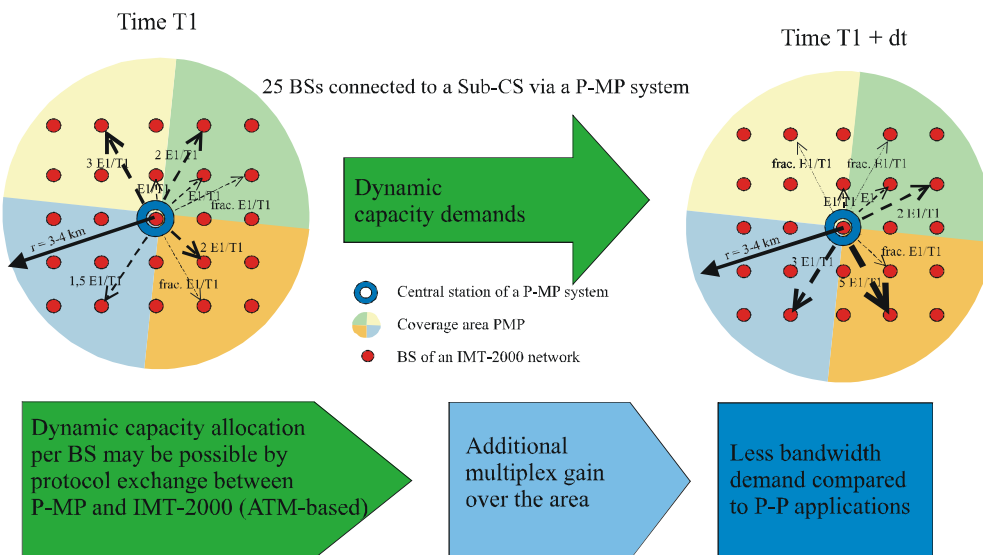 Time T1
Time T1 + dt
25 BSs connected to a Sub-CS via a P-MP system
3 E1/T1
2 E1/T1
E1/T1
E1/T1
frac. E1/T1
r = 3-4 km
2 E1/T1
1,5 E1/T1
frac. E1/T1
Dynamic
capacity demands
frac. E1/T1
frac. E1/T1
E1/T1
E1
2 E1/T1
r = 3-4 km
3 E1/T1
frac. E1/T1
5 E1/T1
Central station of a P-MP system
Coverage area PMP
BS of an IMT-2000 network
Dynamic capacity allocation
per BS may be possible by
protocol exchange between
P-MP and IMT-2000 (ATM-based)
Additional
multiplex gain
over the area
Less bandwidth
demand compared
to P-P applications